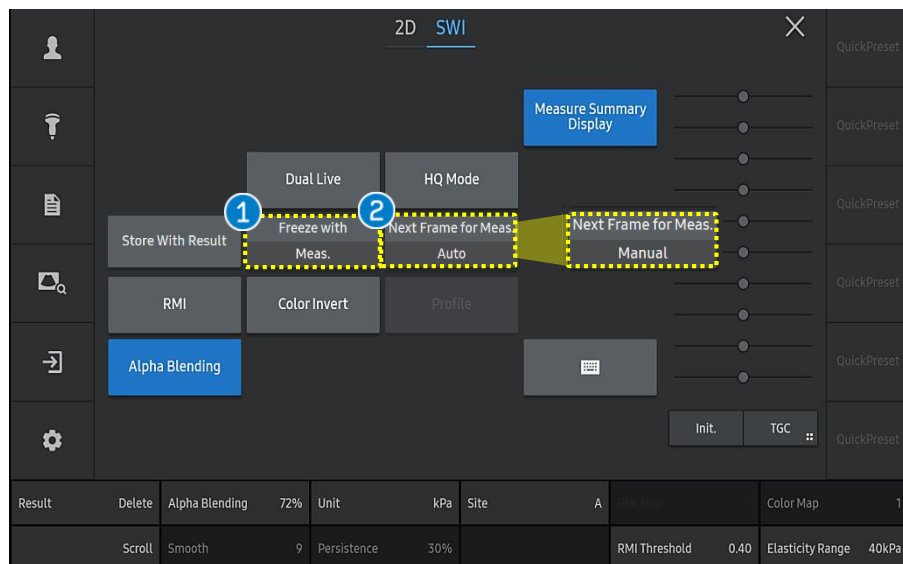 2D SWI
QuickPreset
Measure Summary
Display
QuickPreset
Dual Live
HQ Mode
QuickPreset
1
2
Store With Result
Freeze with
Meas.
Next Frame for Meas.
Auto
Next Frame for Meas.
Manual
QuickPreset
RMI
Color Invert
Profile
Alpha Blending
QuickPreset
Init.
TGC
QuickPreset
Result Delete
Alpha Blending 72%
Unit kPa
Site A
Color Map 1
Scroll
Smooth 9
Persistence 30%
RMI Threshold 0.40
Elasticity Range 40kPa